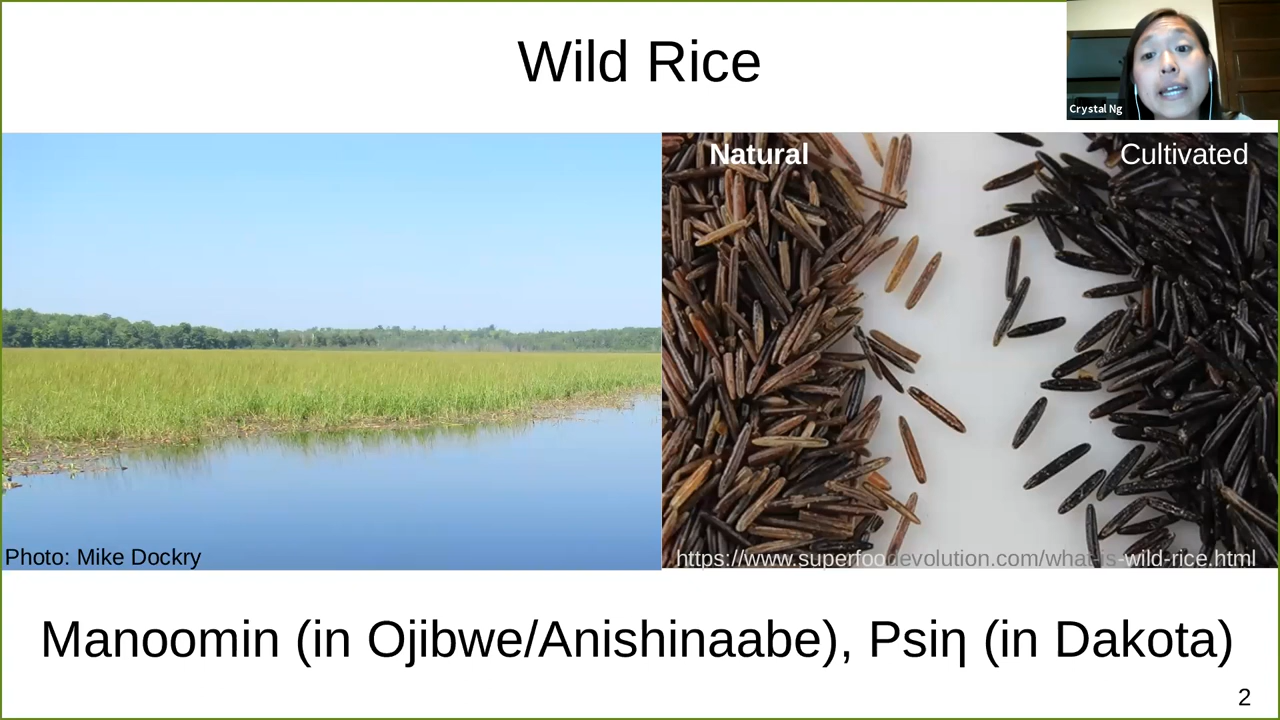 Wild Rice
Crystal Ng
Natural
Cultivated
Photo: Mike Dockry
https://www.superfoodevolution.com/what-is-wild-rice.html
Manoomin (in Ojibwe/Anishinaabe), Psiƞ (in Dakota)
2